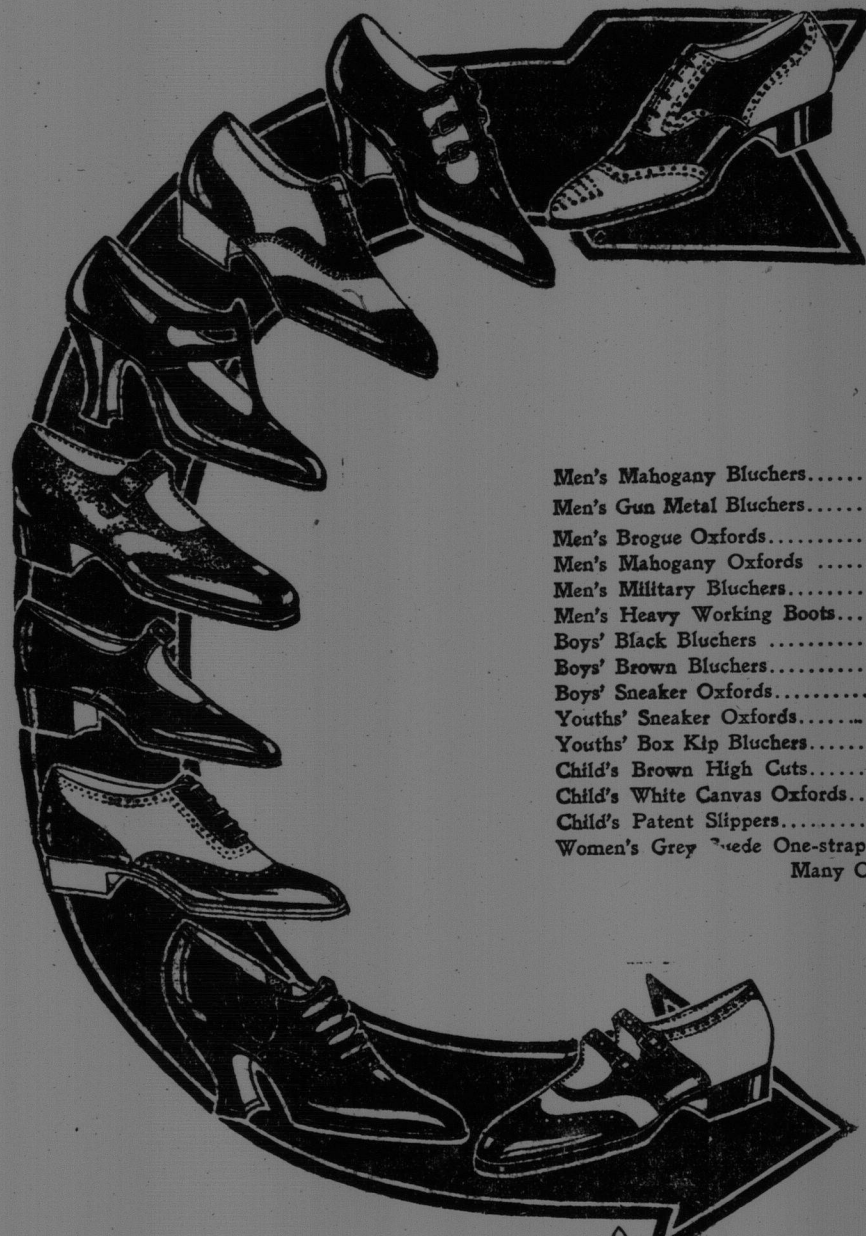 Men's Mahogany Bluchers......
Men's Gun Metal Bluchers......
Men's Brogue Oxfords..........
Men's Mahogany Oxfords .....
Men's Military Bluchers........
Men's Heavy Working Boots...
Boys' Black Bluchers ..........
Boys' Brown Bluchers..........
Boys' Sneaker Oxfords..........
Youths' Sneaker Oxfords.......
Youths' Box Kip Bluchers......
Child's Brown High Cuts......
Child's White Canvas Oxfords..
Child's Patent Slippers.........
Women's Grey One-strap
Many